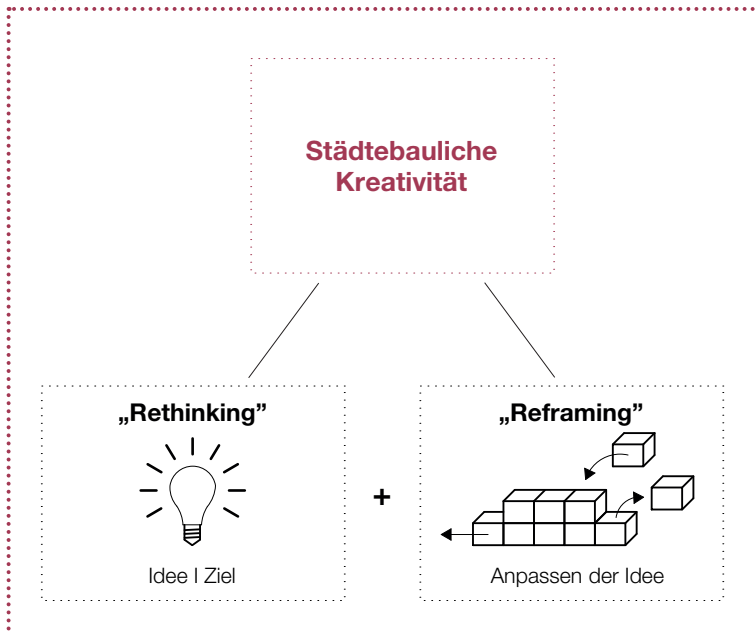 Städtebauliche
Kreativität
„Rethinking”
Idee I Ziel
+
„Reframing”
Anpassen der Idee